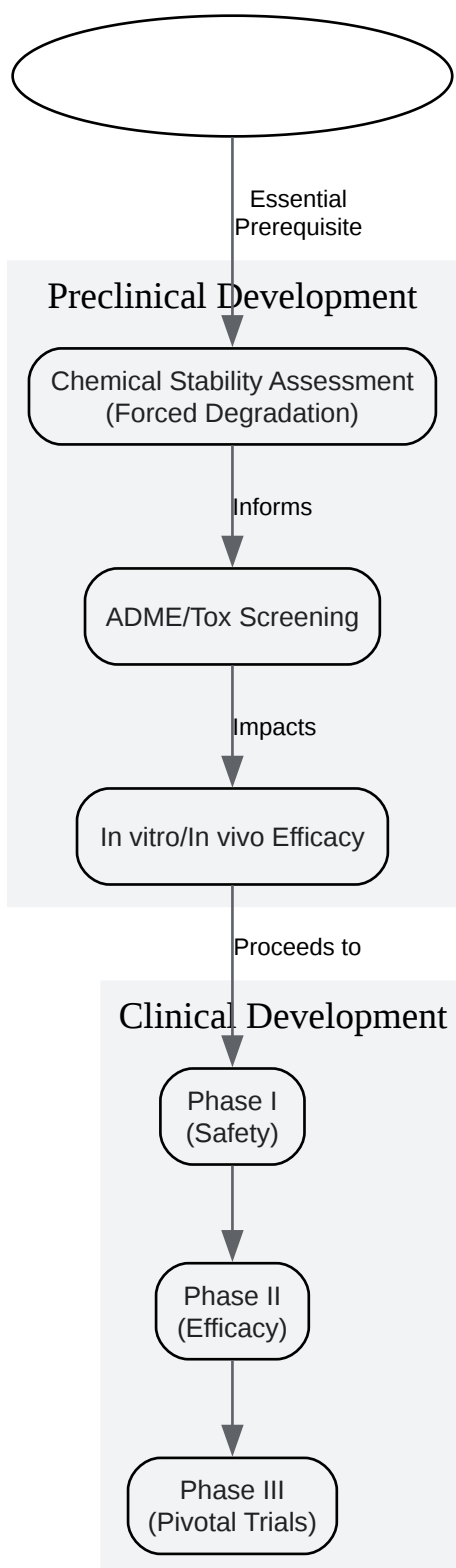 Essential
Prerequisite
Preclinical Development
Chemical Stability Assessment
(Forced Degradation)
Informs
ADME/Tox Screening
Impacts
In vitro/In vivo Efficacy
Proceeds to
Clinical Development
Phase I
(Safety)
Phase II
(Efficacy)
Phase III
(Pivotal Trials)